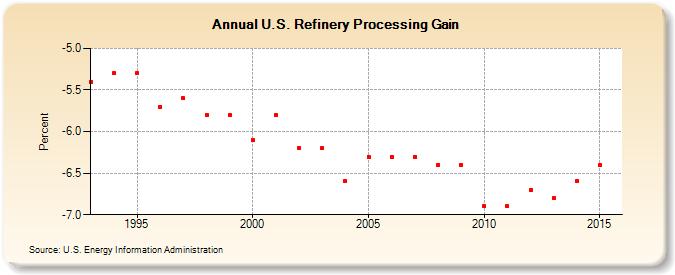 Annual U.S. Refinery Processing Gain
Percent
-5.0
-5.5
-6.0
-6.5
-7.0
1995 2000 2005 2010 2015
Source: U.S. Energy Information Administration